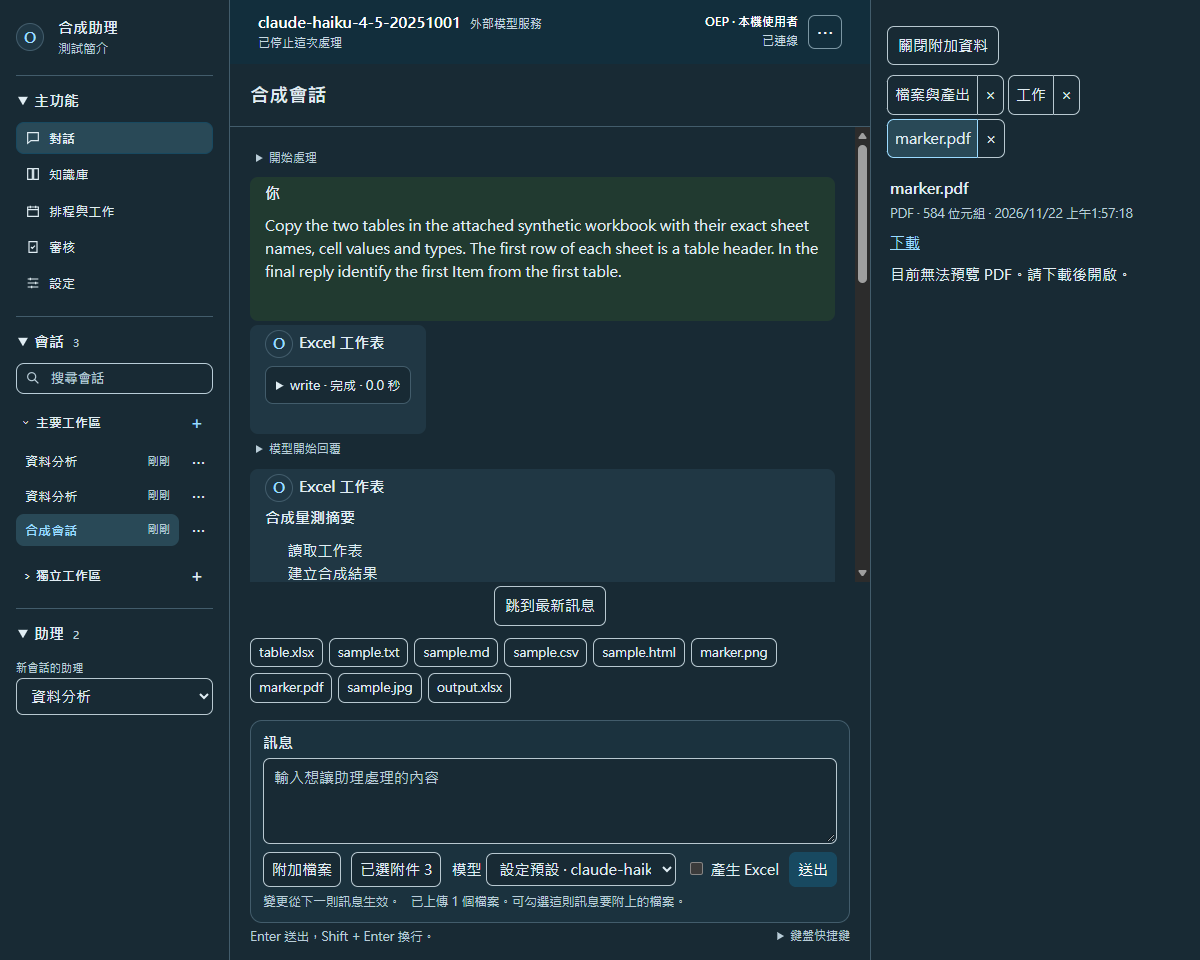 O
合成助理
測試簡介
▼ 主功能
對話
知識庫
排程與工作
審核
設定
▼ 會話 3
搜尋會話
主要工作區 +
資料分析 剛剛 ...
資料分析 剛剛 ...
合成會話 剛剛 ...
獨立工作區 +
▼ 助理 2
新會話的助理
資料分析
claude-haiku-4-5-20251001 外部模型服務
已停止這次處理
OEP · 本機使用者
已連線
...
合成會話
▶ 開始處理
你
Copy the two tables in the attached synthetic workbook with their exact sheet
names, cell values and types. The first row of each sheet is a table header. In the
final reply identify the first Item from the first table.
O Excel 工作表
▶ write · 完成 · 0.0 秒
▶ 模型開始回覆
O Excel 工作表
合成量測摘要
讀取工作表
建立合成結果
跳到最新訊息
table.xlsx sample.txt sample.md sample.csv sample.html marker.png
marker.pdf sample.jpg output.xlsx
訊息
輸入想讓助理處理的內容
附加檔案 已選附件 3 模型 設定預設 · claude-haik 產生 Excel 送出
變更從下一則訊息生效。 已上傳 1 個檔案。可勾選這則訊息要附上的檔案。
Enter 送出，Shift + Enter 換行。
▶ 鍵盤快捷鍵
關閉附加資料
檔案與產出 × 工作 ×
marker.pdf ×
marker.pdf
PDF · 584 位元組 · 2026/11/22 上午1:57:18
下載
目前無法預覽 PDF。請下載後開啟。